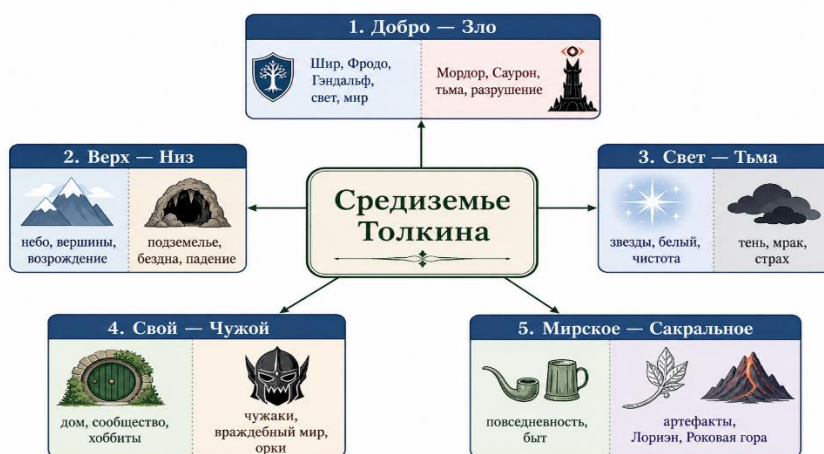 1. Добро — Зло
Шир, Фродо,
Гэндальф,
свет, мир
Мордор, Саурон,
тьма, разрушение
2. Верх — Низ
небо, вершины,
возрождение
подземелье,
бездна, падение
Средиземье
Толкина
3. Свет — Тьма
звезды, белый,
чистота
тень, мрак,
страх
4. Свой — Чужой
дом, сообщество,
хоббиты
чужаки,
враждебный мир,
орки
5. Мирское — Сакральное
повседневность,
быт
артефакты,
Лориэн, Роковая гора